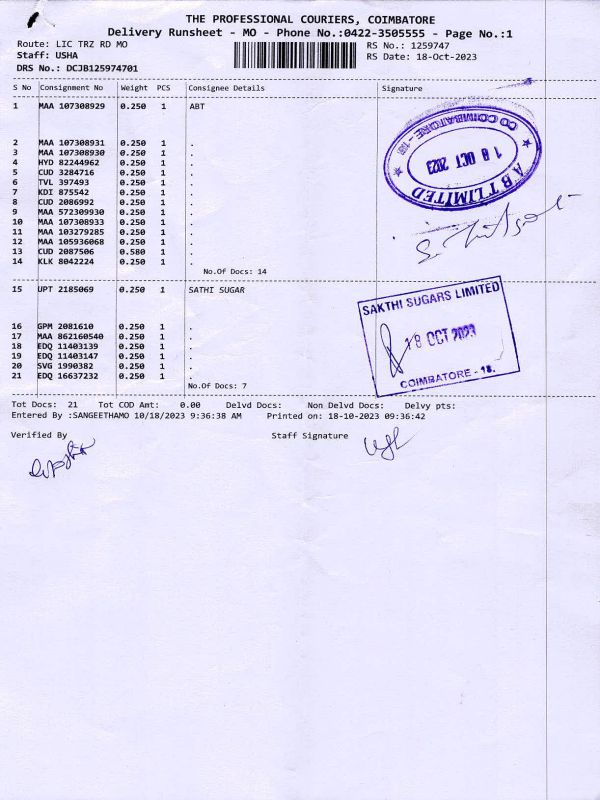 THE PROFESSIONAL COURIERS, COIMBATORE
Delivery Runsheet - MO - Phone No.:0422-3505555 - Page No.:1
Route: LIC TRZ RD MO
RS No.: 1259747
Staff: USHA
RS Date: 18-Oct-2023
DRS No.: DCJB125974701
S No Consignment No Weight PCS Consignee Details Signature
1 MAA 107308929 0.250 1 ABT
2 MAA 107308931 0.250 1 .
3 MAA 107308930 0.250 1 .
4 HYD 82244962 0.250 1 .
5 CUD 3284716 0.250 1 .
6 TVL 397493 0.250 1 .
7 KDI 875542 0.250 1 .
8 CUD 2086992 0.250 1 .
9 MAA 572309930 0.250 1 .
10 MAA 107308933 0.250 1 .
11 MAA 103279285 0.250 1 .
12 MAA 105936068 0.250 1 .
13 CUD 2087506 0.580 1 .
14 KLK 8042224 0.250 1 .
No.Of Docs: 14
A B T LIMITED
18 OCT 2023
CO COIMBATORE - 18
15 UPT 2185069 0.250 1 SATHI SUGAR
16 GPM 2081610 0.250 1 .
17 MAA 862160540 0.250 1 .
18 EDQ 11403139 0.250 1 .
19 EDQ 11403147 0.250 1 .
20 SVG 1990382 0.250 1 .
21 EDQ 16637232 0.250 1 .
No.Of Docs: 7
SAKTHI SUGARS LIMITED
18 OCT 2023
COIMBATORE - 18.
Tot Docs: 21 Tot COD Amt: 0.00 Delvd Docs: Non Delvd Docs: Delvy pts:
Entered By :SANGEETHAMO 10/18/2023 9:36:38 AM Printed on: 18-10-2023 09:36:42
Verified By Staff Signature